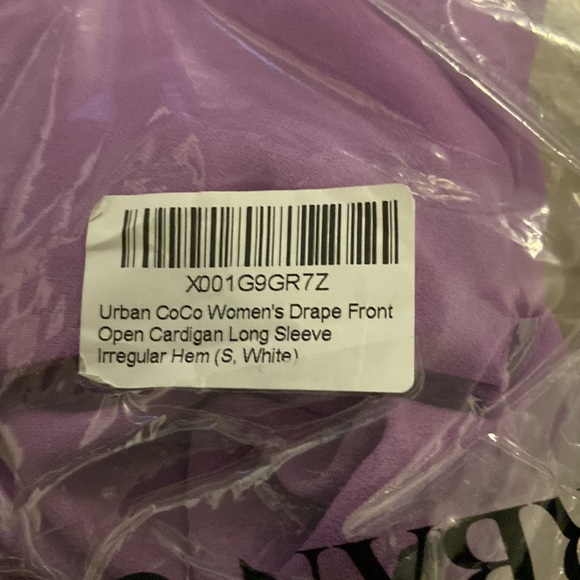 X001G9GR7Z
Urban CoCo Women's Drape Front
Open Cardigan Long Sleeve
Irregular Hem (S, White)